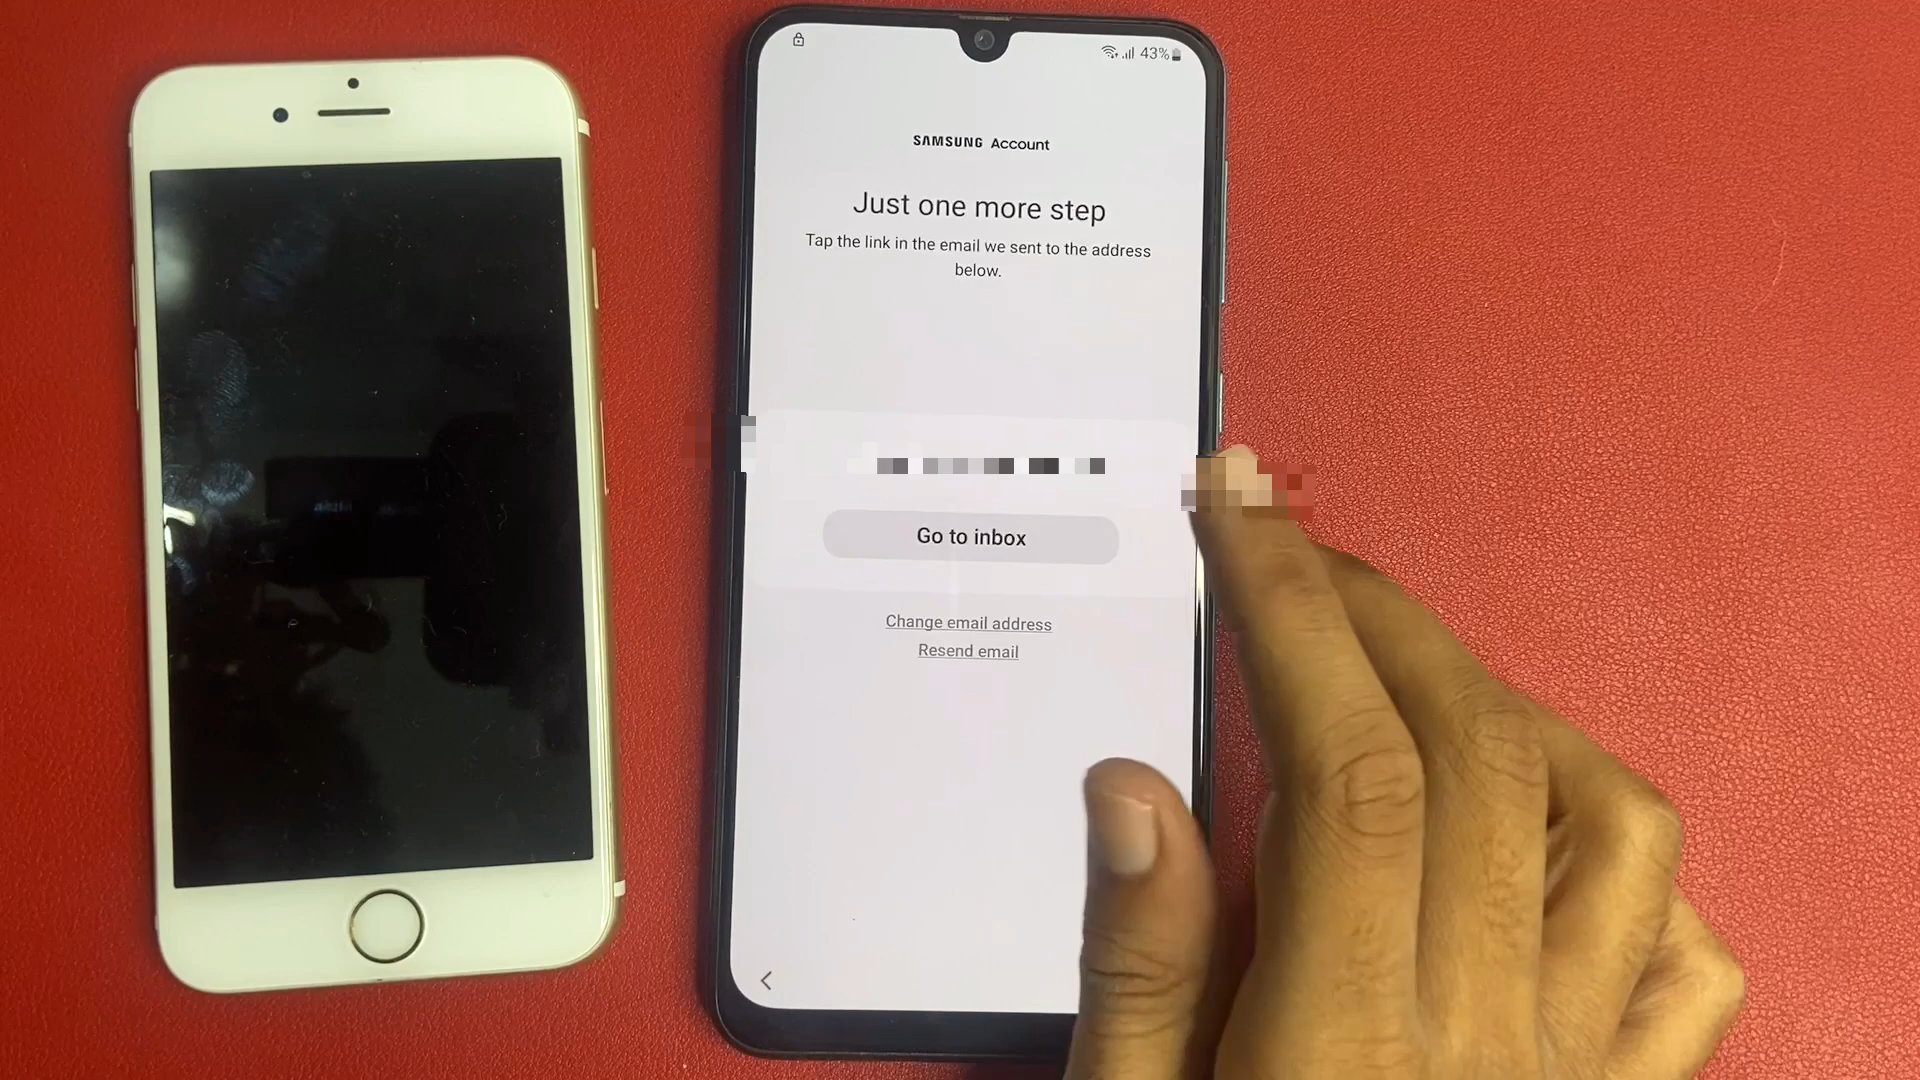 43%
SAMSUNG Account
Just one more step
Tap the link in the email we sent to the address
below.
Go to inbox
Change email address
Resend email